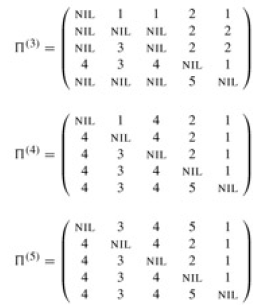 NIL 1 1 2 1
NIL NIL NIL 2 2
Π(3) = NIL 3 NIL 2 2
4 3 1 NIL 1
NIL NIL NIL 5 NIL
NIL 1 4 2 1
4 NIL 4 2 1
Π(4) = 4 3 NIL 2 1
4 3 4 NIL 1
4 3 4 5 NIL
NIL 3 4 5 1
4 NIL 4 2 1
Π(5) = 4 3 NIL 2 1
4 3 4 NIL 1
4 3 4 5 NIL